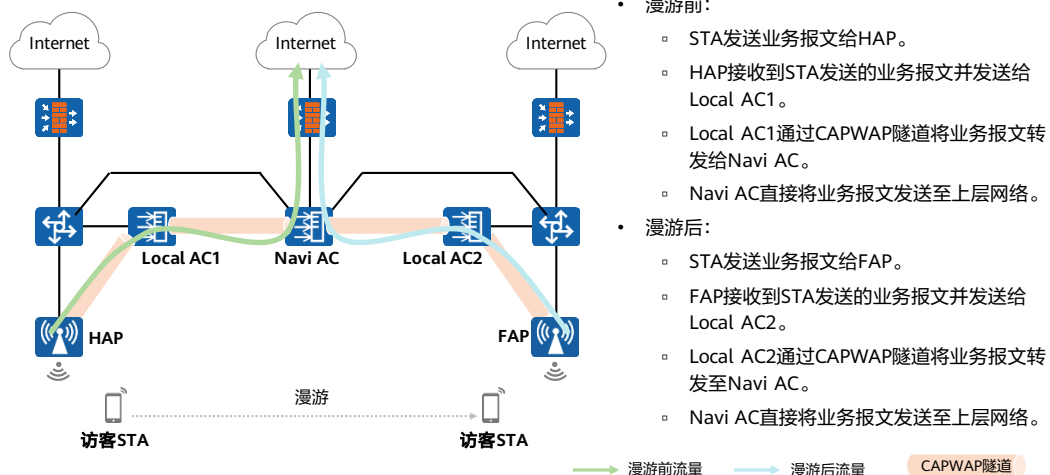 Internet
Internet
Internet
Local AC1
Navi AC
Local AC2
HAP
FAP
漫游
访客STA
访客STA
• 漫游前：
▫ STA发送业务报文给HAP。
▫ HAP接收到STA发送的业务报文并发送给
Local AC1。
▫ Local AC1通过CAPWAP隧道将业务报文转
发给Navi AC。
▫ Navi AC直接将业务报文发送至上层网络。
• 漫游后：
▫ STA发送业务报文给FAP。
▫ FAP接收到STA发送的业务报文并发送给
Local AC2。
▫ Local AC2通过CAPWAP隧道将业务报文转
发至Navi AC。
▫ Navi AC直接将业务报文发送至上层网络。
漫游前流量
漫游后流量
CAPWAP隧道